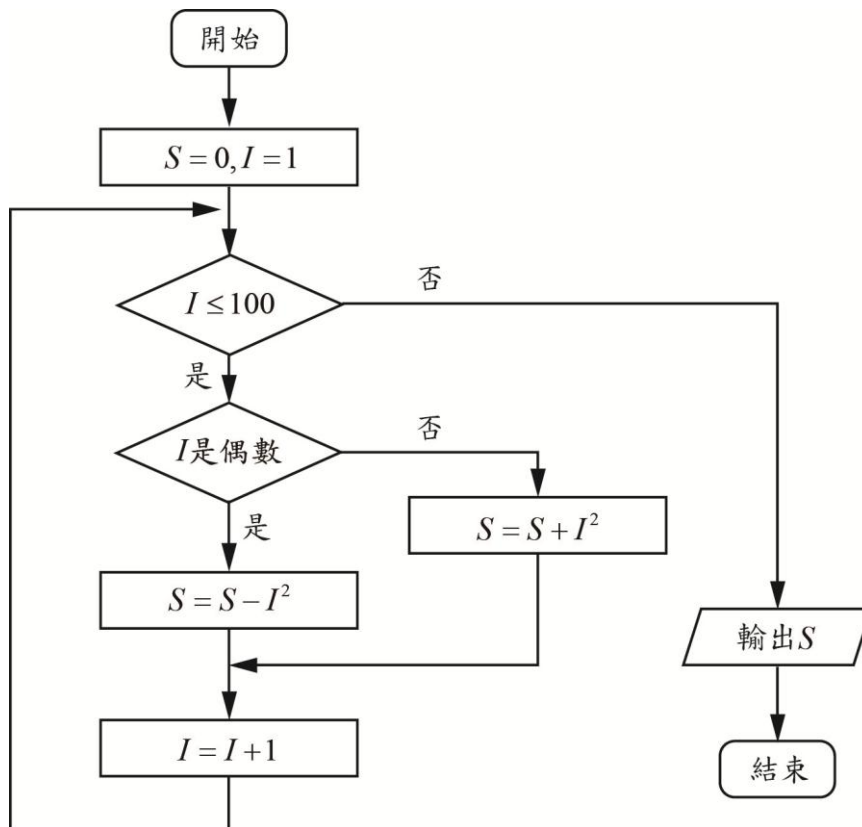 開始
S = 0, I = 1
I ≤ 100
否
是
I是偶數
否
是
S = S + I²
S = S − I²
輸出S
I = I + 1
結束